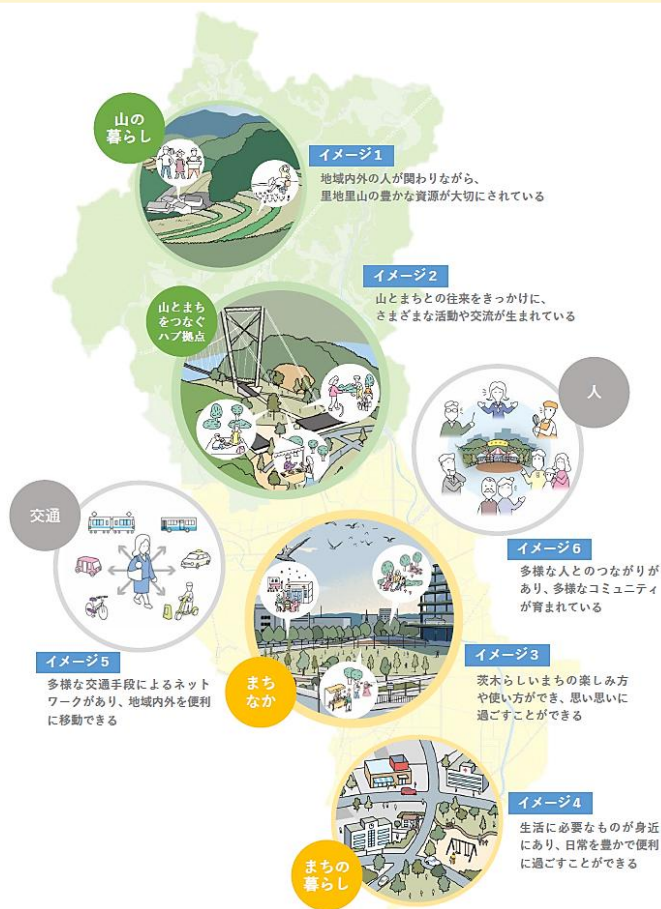 山の
暮らし
イメージ1
地域内外の人が関わりながら、
里地里山の豊かな資源が大切にされている
山とまち
をつなぐ
ハブ拠点
イメージ2
山とまちとの往来をきっかけに、
さまざまな活動や交流が生まれている
人
イメージ6
多様な人とのつながりが
あり、多様なコミュニティ
が育まれている
交通
イメージ5
多様な交通手段によるネット
ワークがあり、地域内外を便利
に移動できる
まち
なか
イメージ3
茨木らしいまちの楽しみ方
や使い方ができ、思い思いに
過ごすことができる
まちの
暮らし
イメージ4
生活に必要なものが身近
にあり、日常を豊かで便利
に過ごすことができる